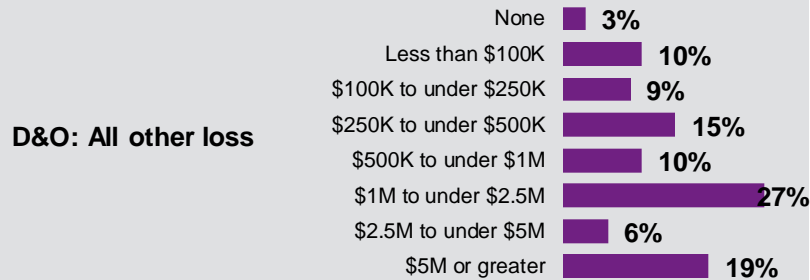 None 3%
Less than $100K 10%
$100K to under $250K 9%
D&O: All other loss
$250K to under $500K 15%
$500K to under $1M 10%
$1M to under $2.5M 27%
$2.5M to under $5M 6%
$5M or greater 19%